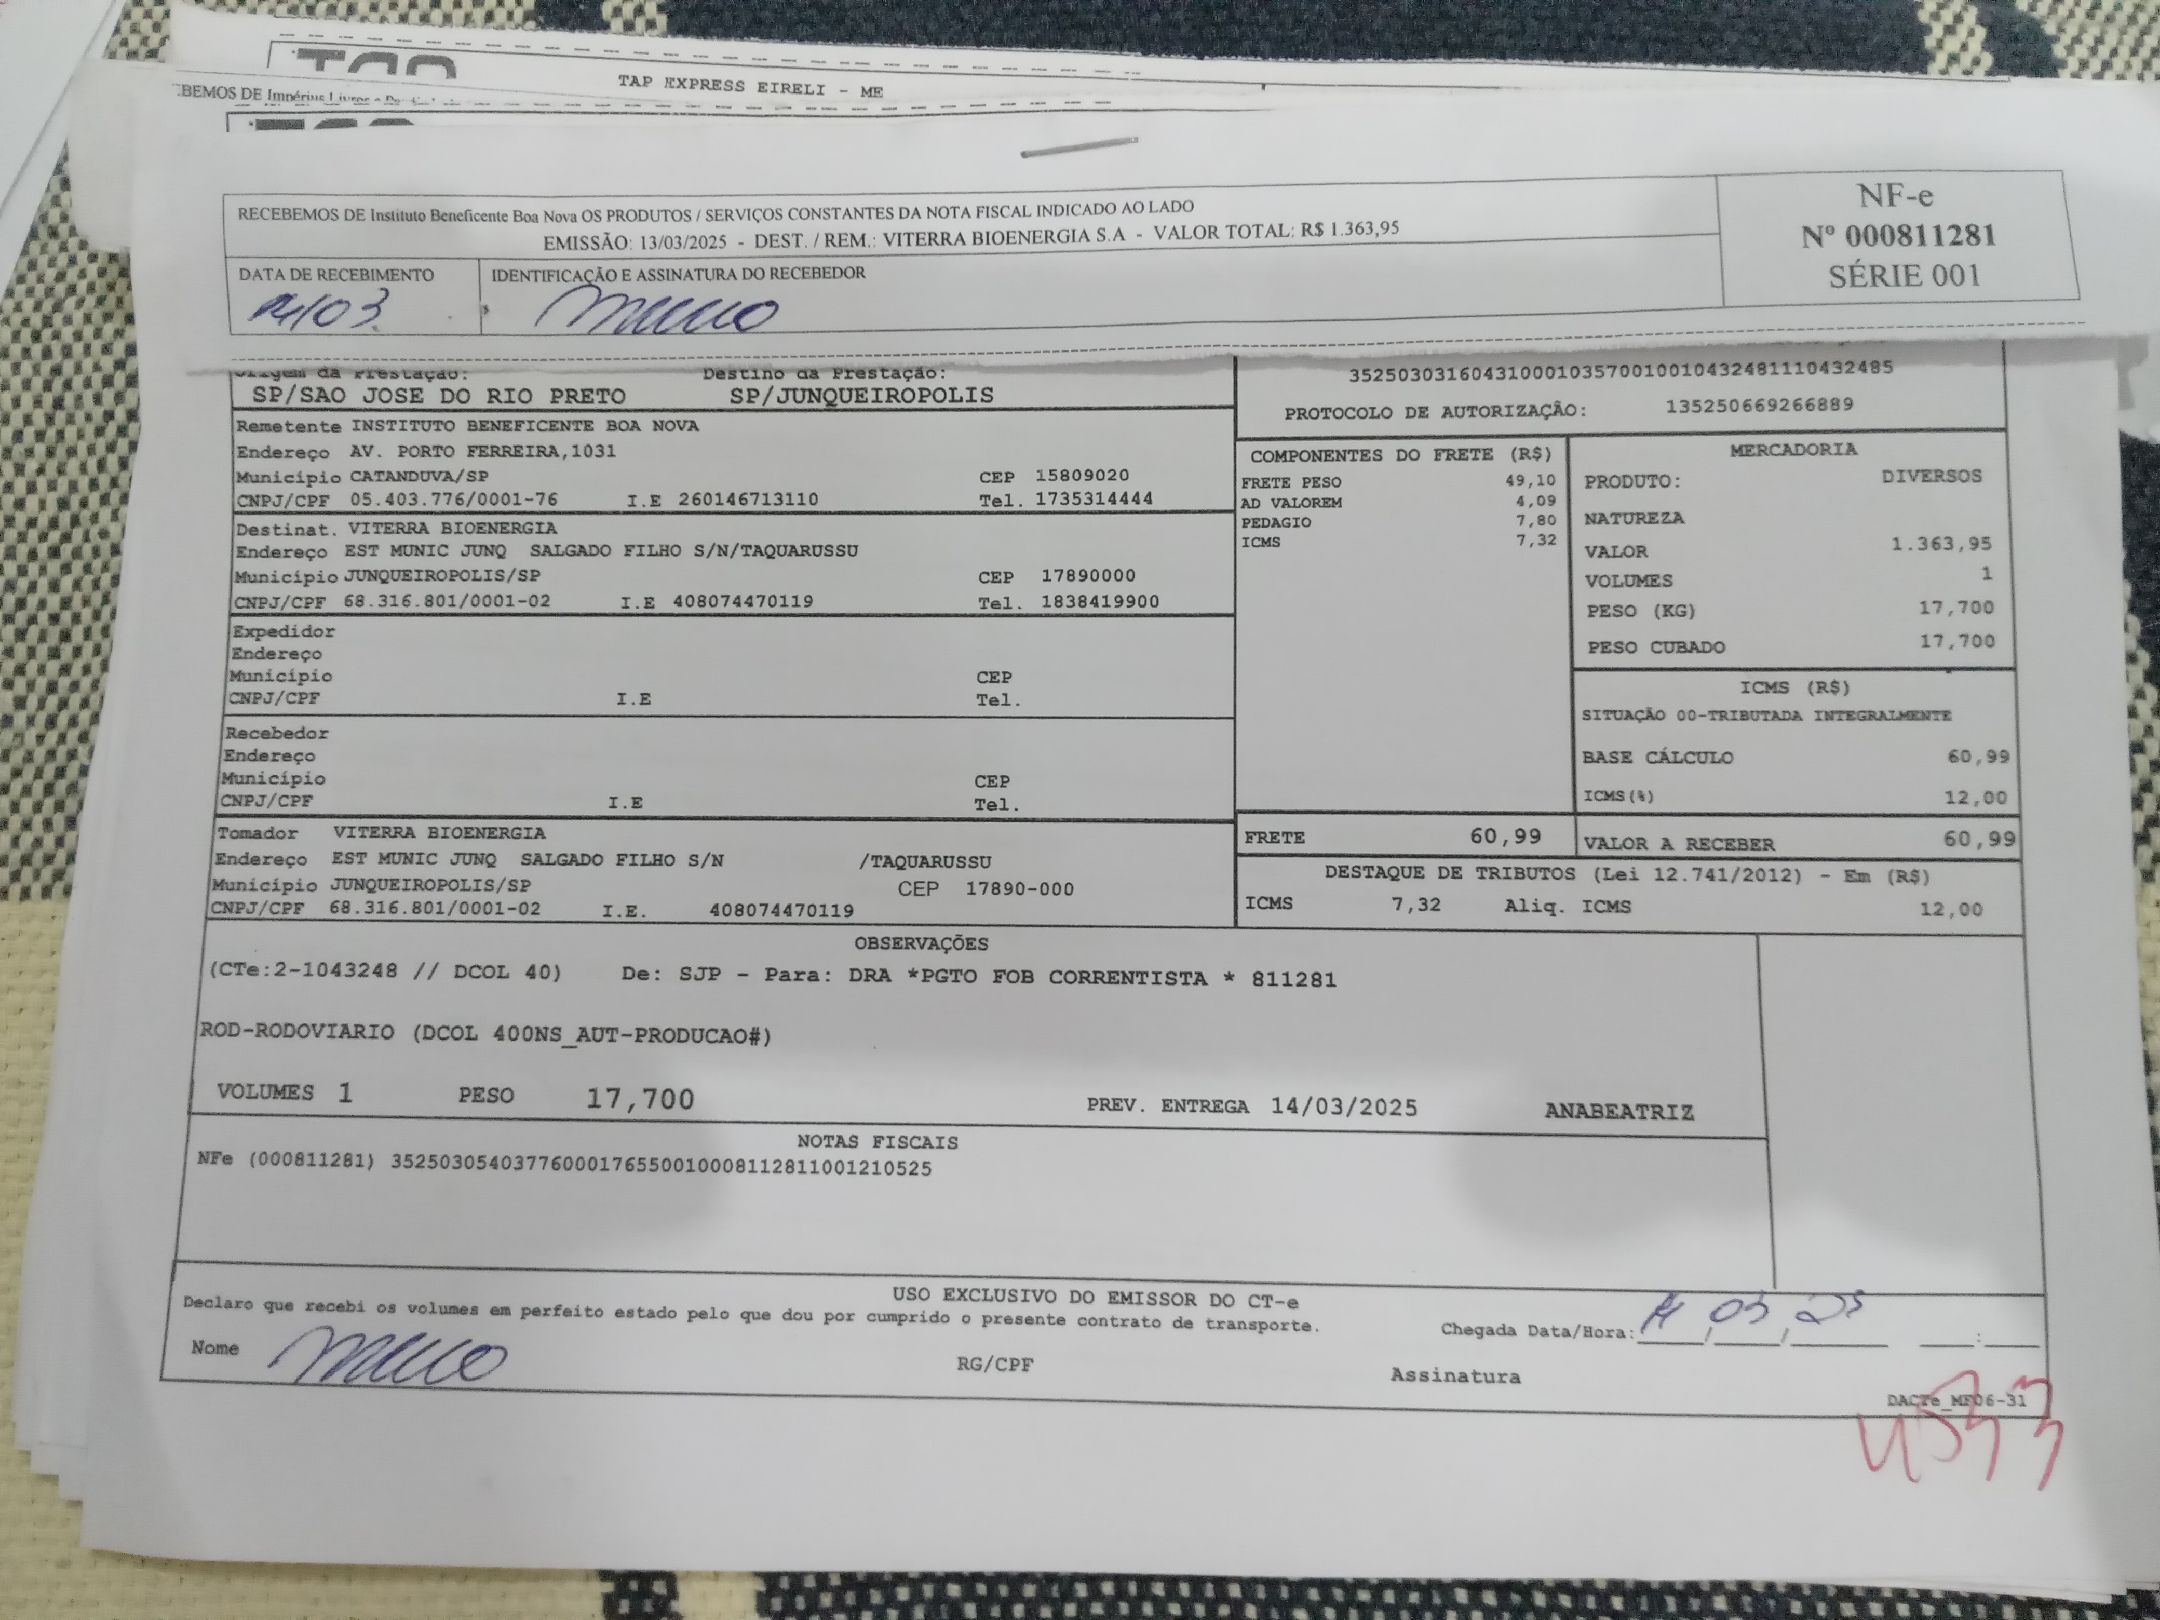 TAP EXPRESS EIRELI - ME
BEMOS DE Impérius Livros
RECEBEMOS DE Instituto Beneficente Boa Nova OS PRODUTOS / SERVIÇOS CONSTANTES DA NOTA FISCAL INDICADO AO LADO
EMISSÃO: 13/03/2025 - DEST. / REM.: VITERRA BIOENERGIA S.A - VALOR TOTAL: R$ 1.363,95
NF-e
Nº 000811281
SÉRIE 001
DATA DE RECEBIMENTO
14/03
IDENTIFICAÇÃO E ASSINATURA DO RECEBEDOR
Origem da Prestação: Destino da Prestação:
SP/SAO JOSE DO RIO PRETO SP/JUNQUEIROPOLIS
Remetente INSTITUTO BENEFICENTE BOA NOVA
Endereço AV. PORTO FERREIRA,1031
Município CATANDUVA/SP CEP 15809020
CNPJ/CPF 05.403.776/0001-76 I.E 260146713110 Tel. 1735314444
Destinat. VITERRA BIOENERGIA
Endereço EST MUNIC JUNQ SALGADO FILHO S/N/TAQUARUSSU
Município JUNQUEIROPOLIS/SP CEP 17890000
CNPJ/CPF 68.316.801/0001-02 I.E 408074470119 Tel. 1838419900
Expedidor
Endereço
Município CEP
CNPJ/CPF I.E Tel.
Recebedor
Endereço
Município CEP
CNPJ/CPF I.E Tel.
Tomador VITERRA BIOENERGIA
Endereço EST MUNIC JUNQ SALGADO FILHO S/N /TAQUARUSSU
Município JUNQUEIROPOLIS/SP CEP 17890-000
CNPJ/CPF 68.316.801/0001-02 I.E. 408074470119
35250303160431000103570010010432481110432485
PROTOCOLO DE AUTORIZAÇÃO: 135250669266889
COMPONENTES DO FRETE (R$)
FRETE PESO 49,10
AD VALOREM 4,09
PEDAGIO 7,80
ICMS 7,32
MERCADORIA
PRODUTO: DIVERSOS
NATUREZA
VALOR 1.363,95
VOLUMES 1
PESO (KG) 17,700
PESO CUBADO 17,700
ICMS (R$)
SITUAÇÃO 00-TRIBUTADA INTEGRALMENTE
BASE CÁLCULO 60,99
ICMS(%) 12,00
FRETE 60,99 VALOR A RECEBER 60,99
DESTAQUE DE TRIBUTOS (Lei 12.741/2012) - Em (R$)
ICMS 7,32 Aliq. ICMS 12,00
OBSERVAÇÕES
(CTe:2-1043248 // DCOL 40) De: SJP - Para: DRA *PGTO FOB CORRENTISTA * 811281
ROD-RODOVIARIO (DCOL 400NS_AUT-PRODUCAO#)
VOLUMES 1 PESO 17,700 PREV. ENTREGA 14/03/2025 ANABEATRIZ
NOTAS FISCAIS
NFe (000811281) 35250305403776000176550010008112811001210525
USO EXCLUSIVO DO EMISSOR DO CT-e
Declaro que recebi os volumes em perfeito estado pelo que dou por cumprido o presente contrato de transporte.
Chegada Data/Hora: 14/03/25 :
Nome RG/CPF Assinatura
DACTe_MF06-31